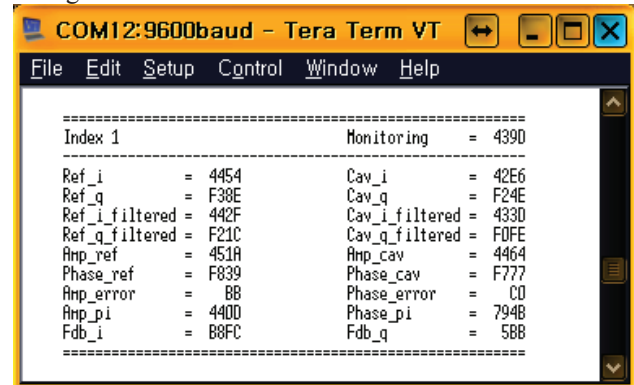 COM12:9600baud - Tera Term VT
File Edit Setup Control Window Help
Index 1 Monitoring = 439D
Ref_i = 4454 Cav_i = 42E6
Ref_q = F38E Cav_q = F24E
Ref_i_filtered = 442F Cav_i_filtered = 433D
Ref_q_filtered = F21C Cav_q_filtered = F0FE
Amp_ref = 451A Amp_cav = 4464
Phase_ref = F839 Phase_cav = F777
Amp_error = BB Phase_error = CD
Amp_pi = 44DD Phase_pi = 794B
Fdb_i = B8FC Fdb_q = 5BB